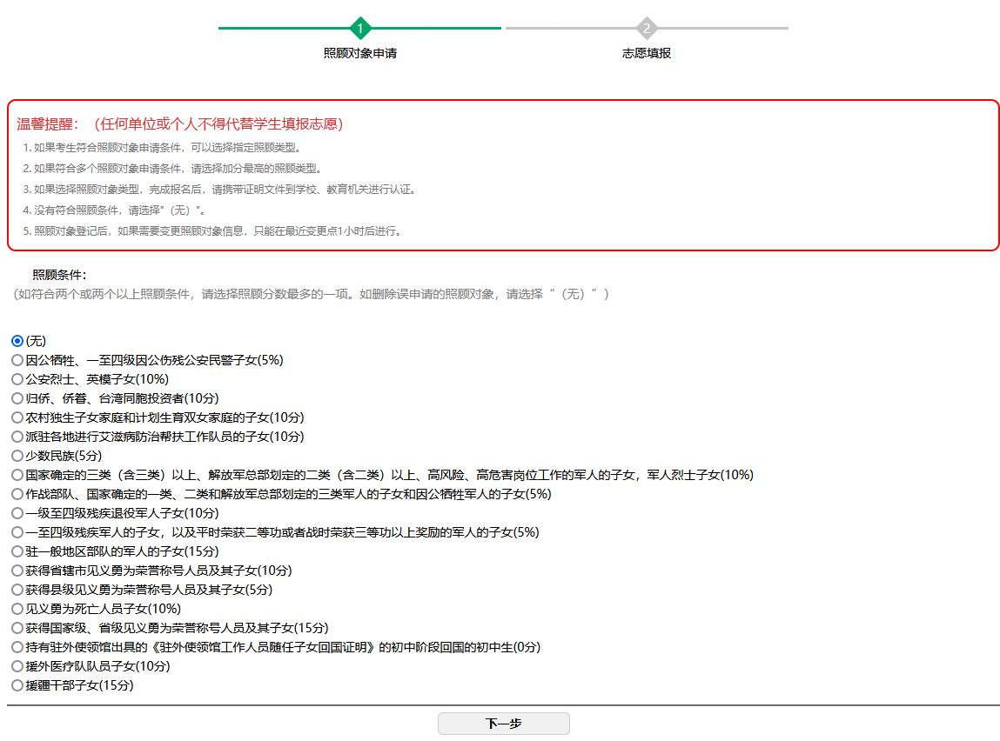 1
2
照顾对象申请
志愿填报
温馨提醒：（任何单位或个人不得代替学生填报志愿）
1. 如果考生符合照顾对象申请条件，可以选择指定照顾类型。
2. 如果符合多个照顾对象申请条件，请选择加分最高的照顾类型。
3. 如果选择照顾对象类型，完成报名后，请携带证明文件到学校、教育机关进行认证。
4. 没有符合照顾条件，请选择"（无）"。
5. 照顾对象登记后，如果需要变更照顾对象信息，只能在最近变更点1小时后进行。
照顾条件：
(如符合两个或两个以上照顾条件，请选择照顾分数最多的一项。如删除误申请的照顾对象，请选择“（无）”)
(无)
因公牺牲、一至四级因公伤残公安民警子女(5%)
公安烈士、英模子女(10%)
归侨、侨眷、台湾同胞投资者(10分)
农村独生子女家庭和计划生育双女家庭的子女(10分)
派驻各地进行艾滋病防治帮扶工作队员的子女(10分)
少数民族(5分)
国家确定的三类（含三类）以上、解放军总部划定的二类（含二类）以上、高风险、高危害岗位工作的军人的子女，军人烈士子女(10%)
作战部队、国家确定的一类、二类和解放军总部划定的三类军人的子女和因公牺牲军人的子女(5%)
一级至四级残疾退役军人子女(10分)
一至四级残疾军人的子女，以及平时荣获二等功或者战时荣获三等功以上奖励的军人的子女(5%)
驻一般地区部队的军人的子女(15分)
获得省辖市见义勇为荣誉称号人员及其子女(10分)
获得县级见义勇为荣誉称号人员及其子女(5分)
见义勇为死亡人员子女(10%)
获得国家级、省级见义勇为荣誉称号人员及其子女(15分)
持有驻外使领馆出具的《驻外使领馆工作人员随任子女回国证明》的初中阶段回国的初中生(0分)
援外医疗队队员子女(10分)
援疆干部子女(15分)
下一步